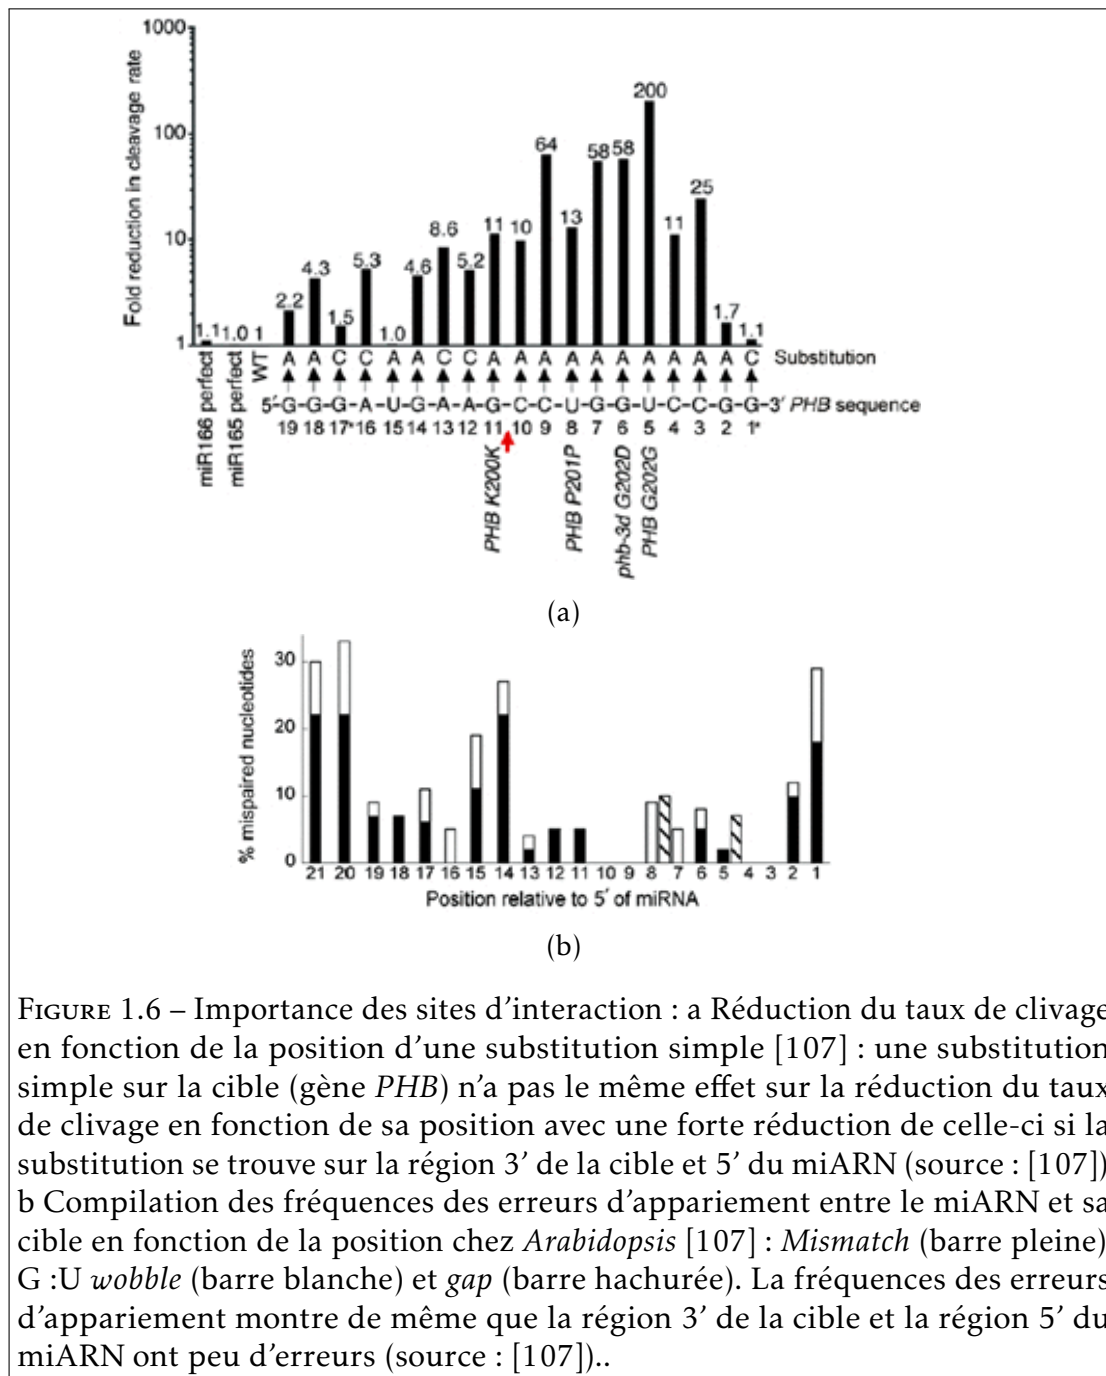 1000
100
10
1
Fold reduction in cleavage rate
1.1 1.0 1 2.2 4.3 1.5 5.3 1.0 4.6 8.6 5.2 11 10 64 13 58 58 200 11 25 1.7 1.1
miR166 perfect
miR165 perfect
WT
A A C C A A C C A A A A A A A A A A C Substitution
5′-G-G-G-A-U-G-A-A-G-C-C-U-G-G-U-C-C-G-G-3′ PHB sequence
19 18 17* 16 15 14 13 12 11 10 9 8 7 6 5 4 3 2 1*
PHB K200K
PHB P201P
phb-3d G202D
PHB G202G
(a)
% mispaired nucleotides
30
20
10
0
21 20 19 18 17 16 15 14 13 12 11 10 9 8 7 6 5 4 3 2 1
Position relative to 5′ of miRNA
(b)
FIGURE 1.6 – Importance des sites d'interaction : a Réduction du taux de clivage
en fonction de la position d'une substitution simple [107] : une substitution
simple sur la cible (gène PHB) n'a pas le même effet sur la réduction du taux
de clivage en fonction de sa position avec une forte réduction de celle-ci si la
substitution se trouve sur la région 3' de la cible et 5' du miARN (source : [107])
b Compilation des fréquences des erreurs d'appariement entre le miARN et sa
cible en fonction de la position chez Arabidopsis [107] : Mismatch (barre pleine)
G :U wobble (barre blanche) et gap (barre hachurée). La fréquences des erreurs
d'appariement montre de même que la région 3' de la cible et la région 5' du
miARN ont peu d'erreurs (source : [107])..